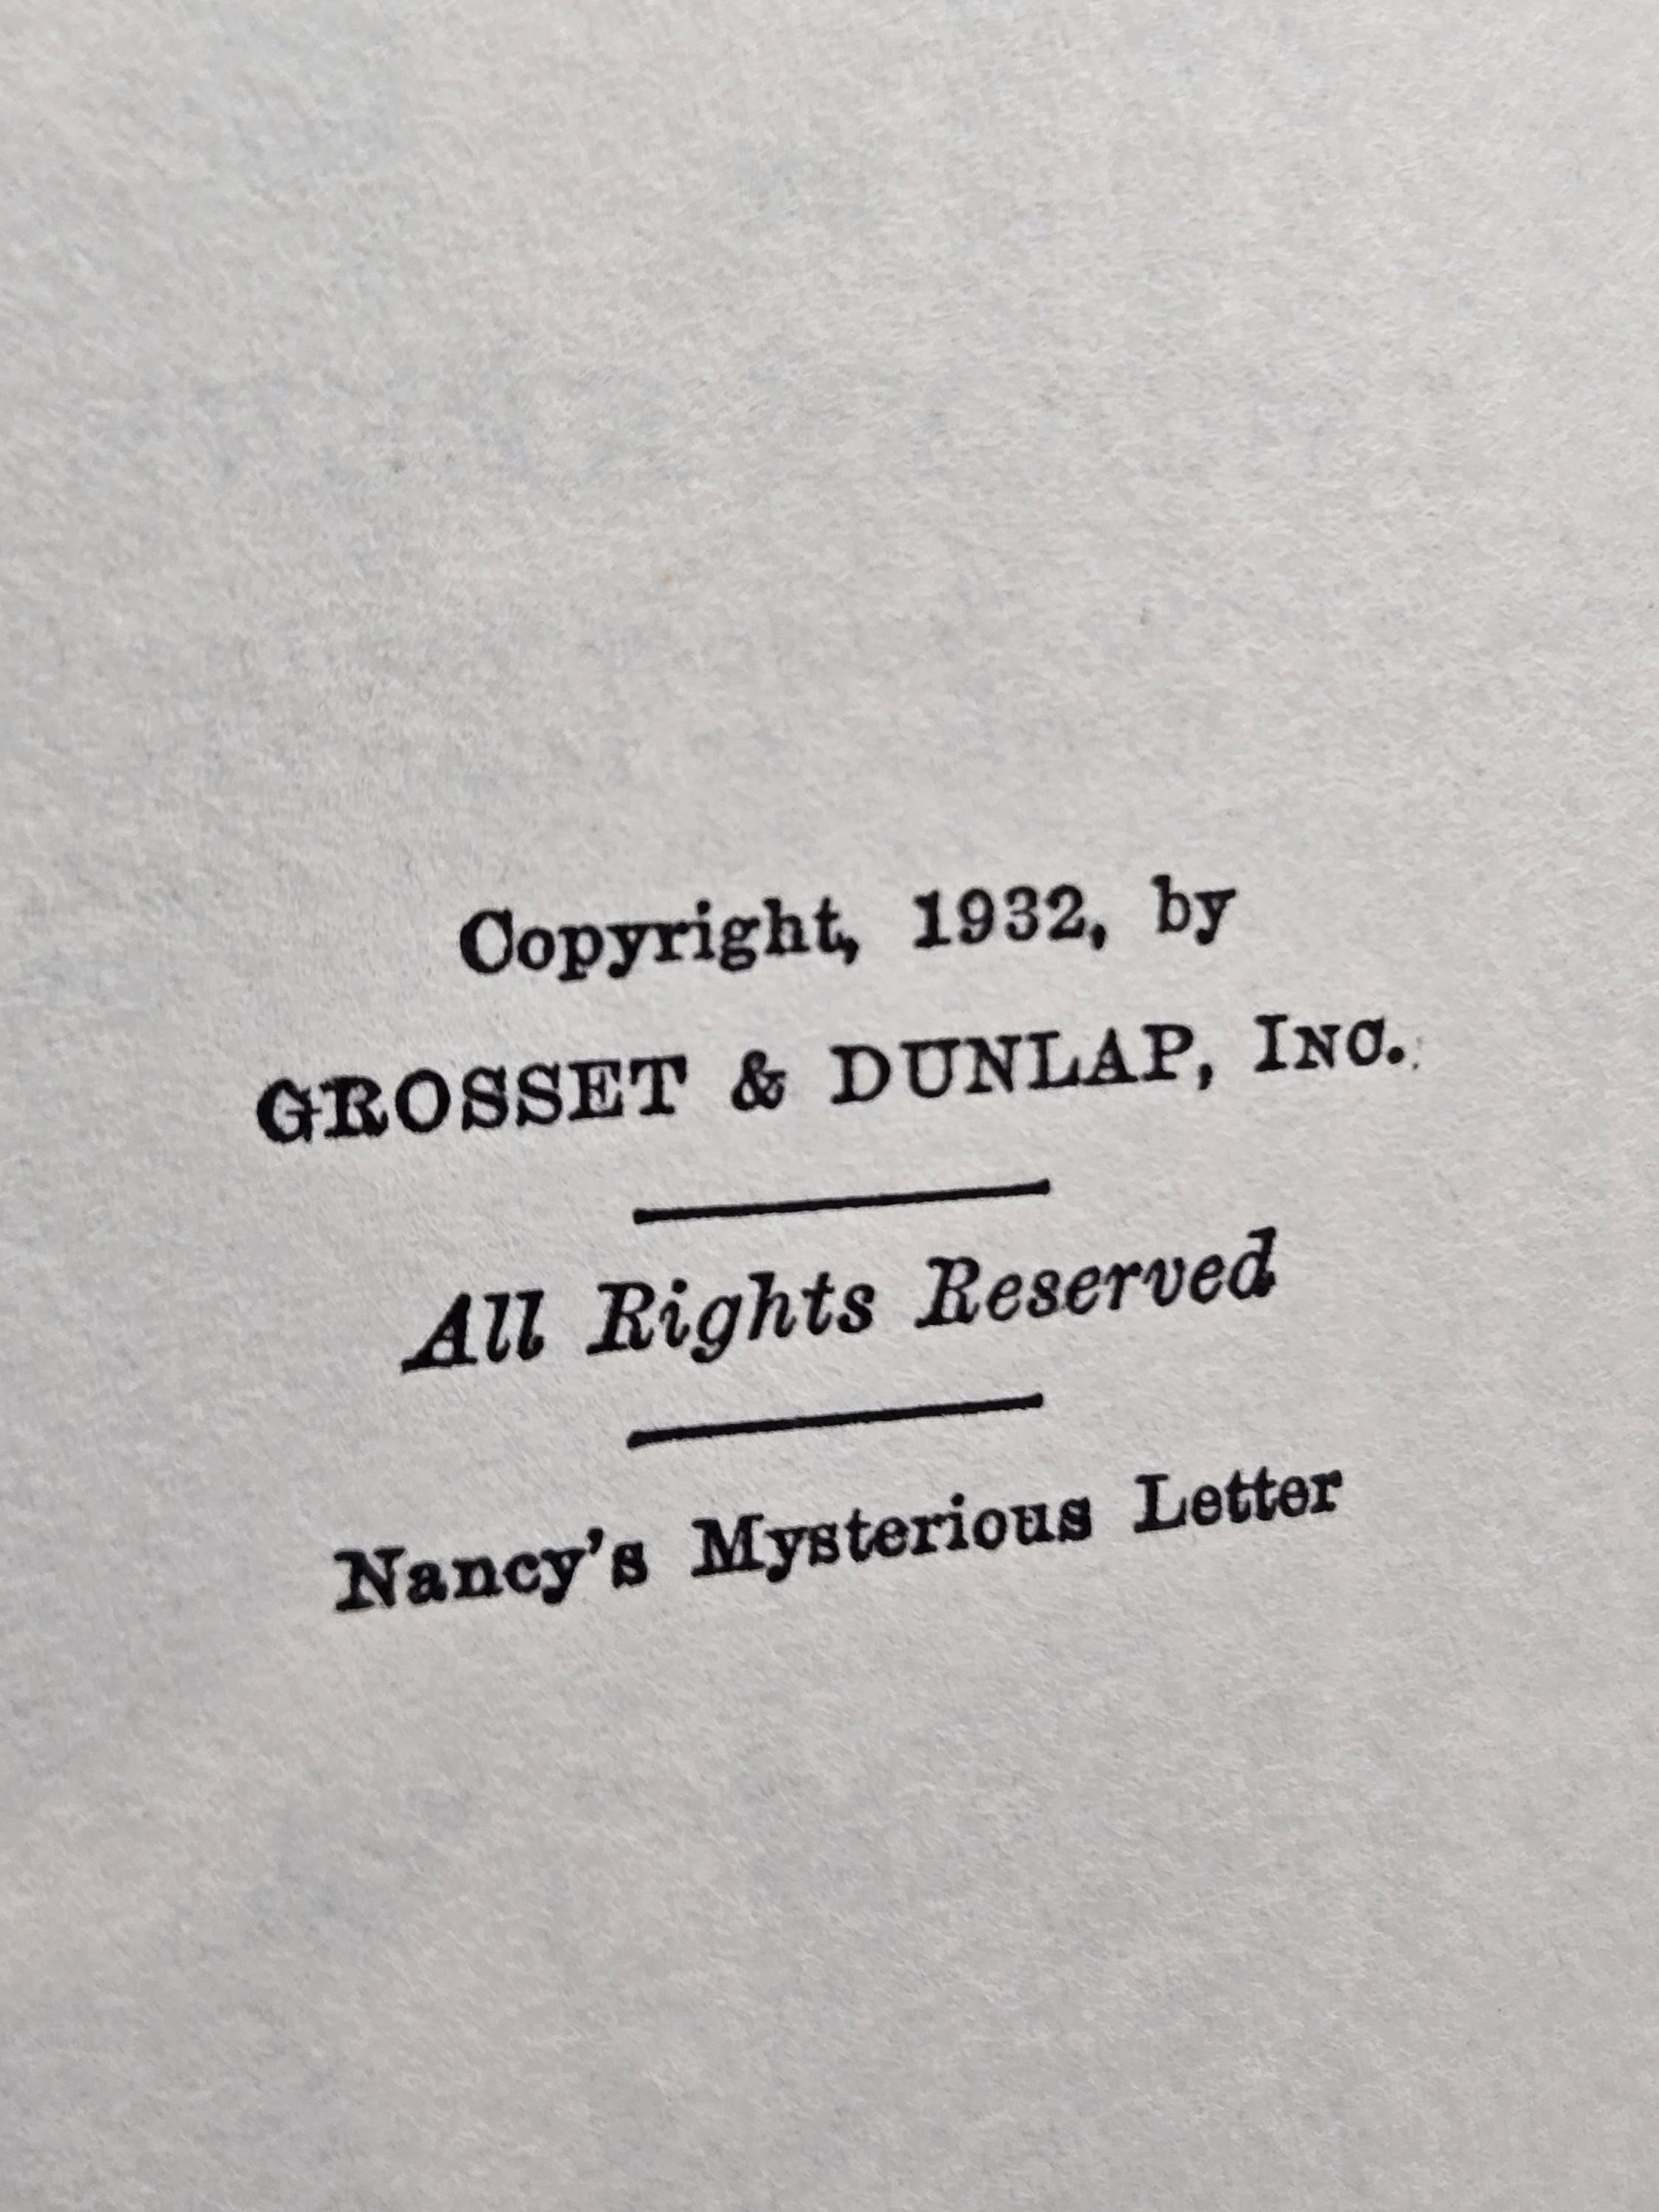 Copyright, 1932, by
GROSSET & DUNLAP, INC.
All Rights Reserved
Nancy's Mysterious Letter